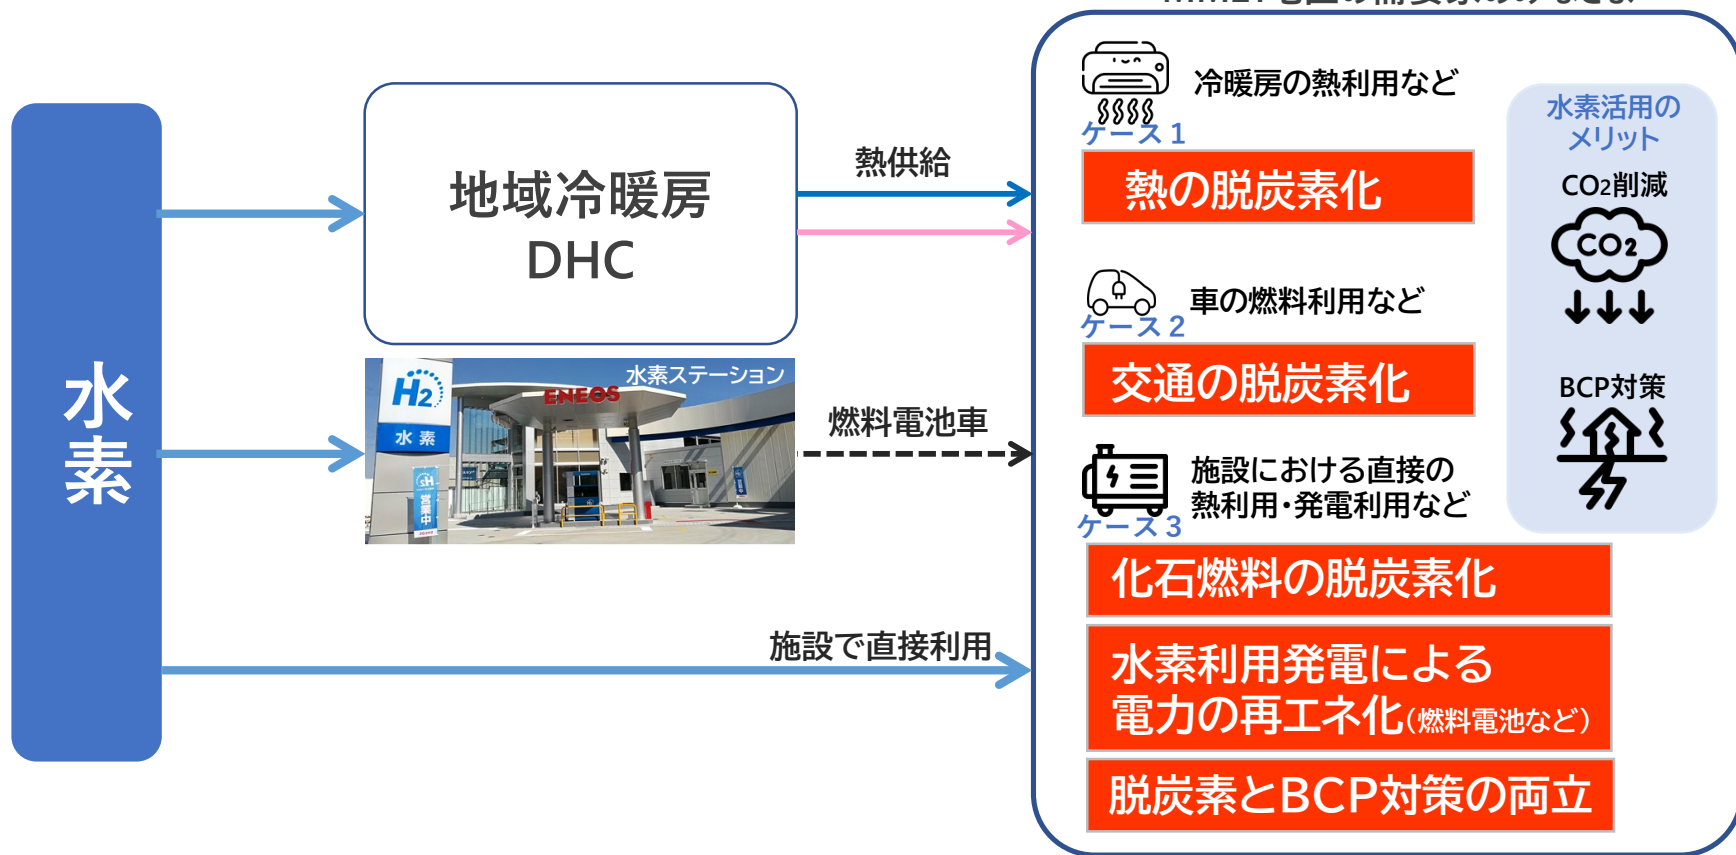 水素
地域冷暖房
DHC
水素ステーション
H2
水素
ENEOS
営業中
熱供給
燃料電池車
施設で直接利用
冷暖房の熱利用など
ケース1
熱の脱炭素化
車の燃料利用など
ケース2
交通の脱炭素化
施設における直接の
熱利用・発電利用など
ケース3
化石燃料の脱炭素化
水素利用発電による
電力の再エネ化(燃料電池など)
脱炭素とBCP対策の両立
水素活用の
メリット
CO2削減
CO2
BCP対策